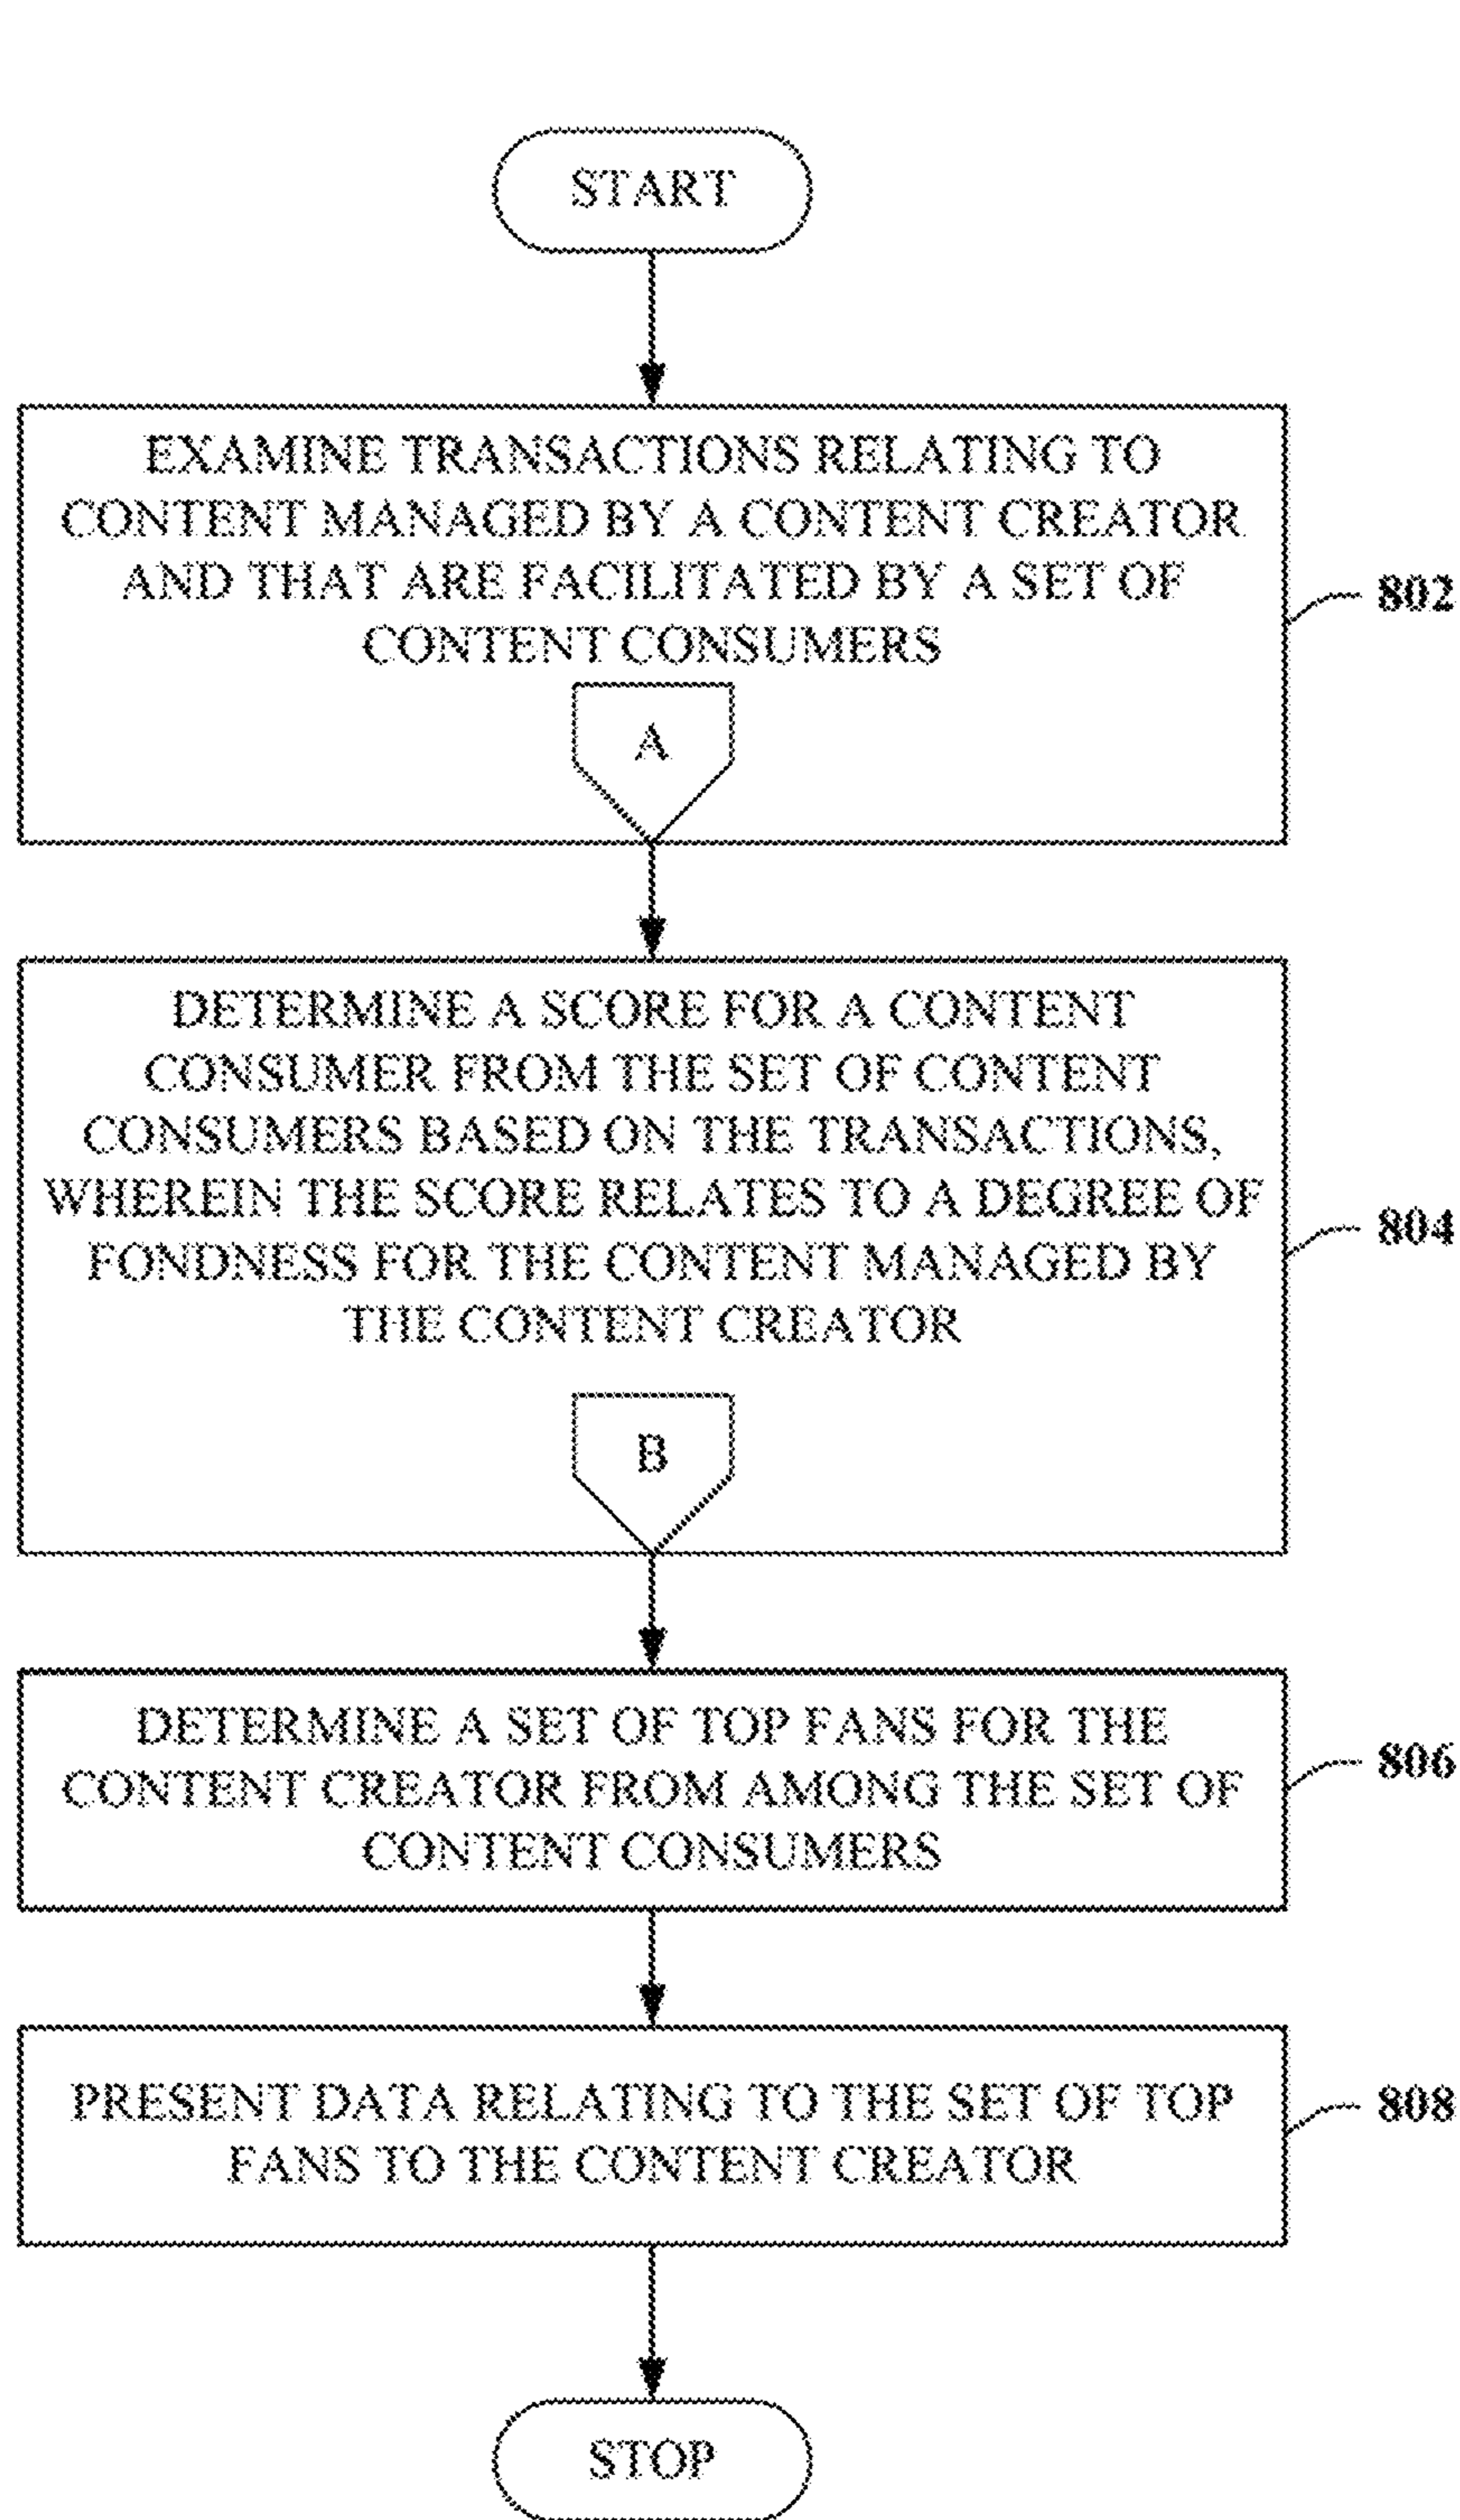 START
EXAMINE TRANSACTIONS RELATING TO
CONTENT MANAGED BY A CONTENT CREATOR
AND THAT ARE FACILITATED BY A SET OF
CONTENT CONSUMERS
A
802
DETERMINE A SCORE FOR A CONTENT
CONSUMER FROM THE SET OF CONTENT
CONSUMERS BASED ON THE TRANSACTIONS,
WHEREIN THE SCORE RELATES TO A DEGREE OF
FONDNESS FOR THE CONTENT MANAGED BY
THE CONTENT CREATOR
B
804
DETERMINE A SET OF TOP FANS FOR THE
CONTENT CREATOR FROM AMONG THE SET OF
CONTENT CONSUMERS
806
PRESENT DATA RELATING TO THE SET OF TOP
FANS TO THE CONTENT CREATOR
808
STOP